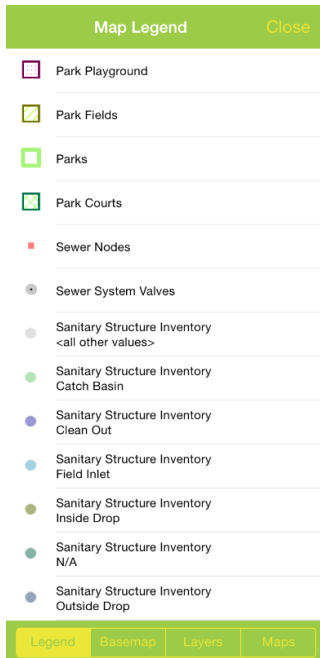 Map Legend
Close
Park Playground
Park Fields
Parks
Park Courts
Sewer Nodes
Sewer System Valves
Sanitary Structure Inventory
<all other values>
Sanitary Structure Inventory
Catch Basin
Sanitary Structure Inventory
Clean Out
Sanitary Structure Inventory
Field Inlet
Sanitary Structure Inventory
Inside Drop
Sanitary Structure Inventory
N/A
Sanitary Structure Inventory
Outside Drop
Legend
Basemap
Layers
Maps